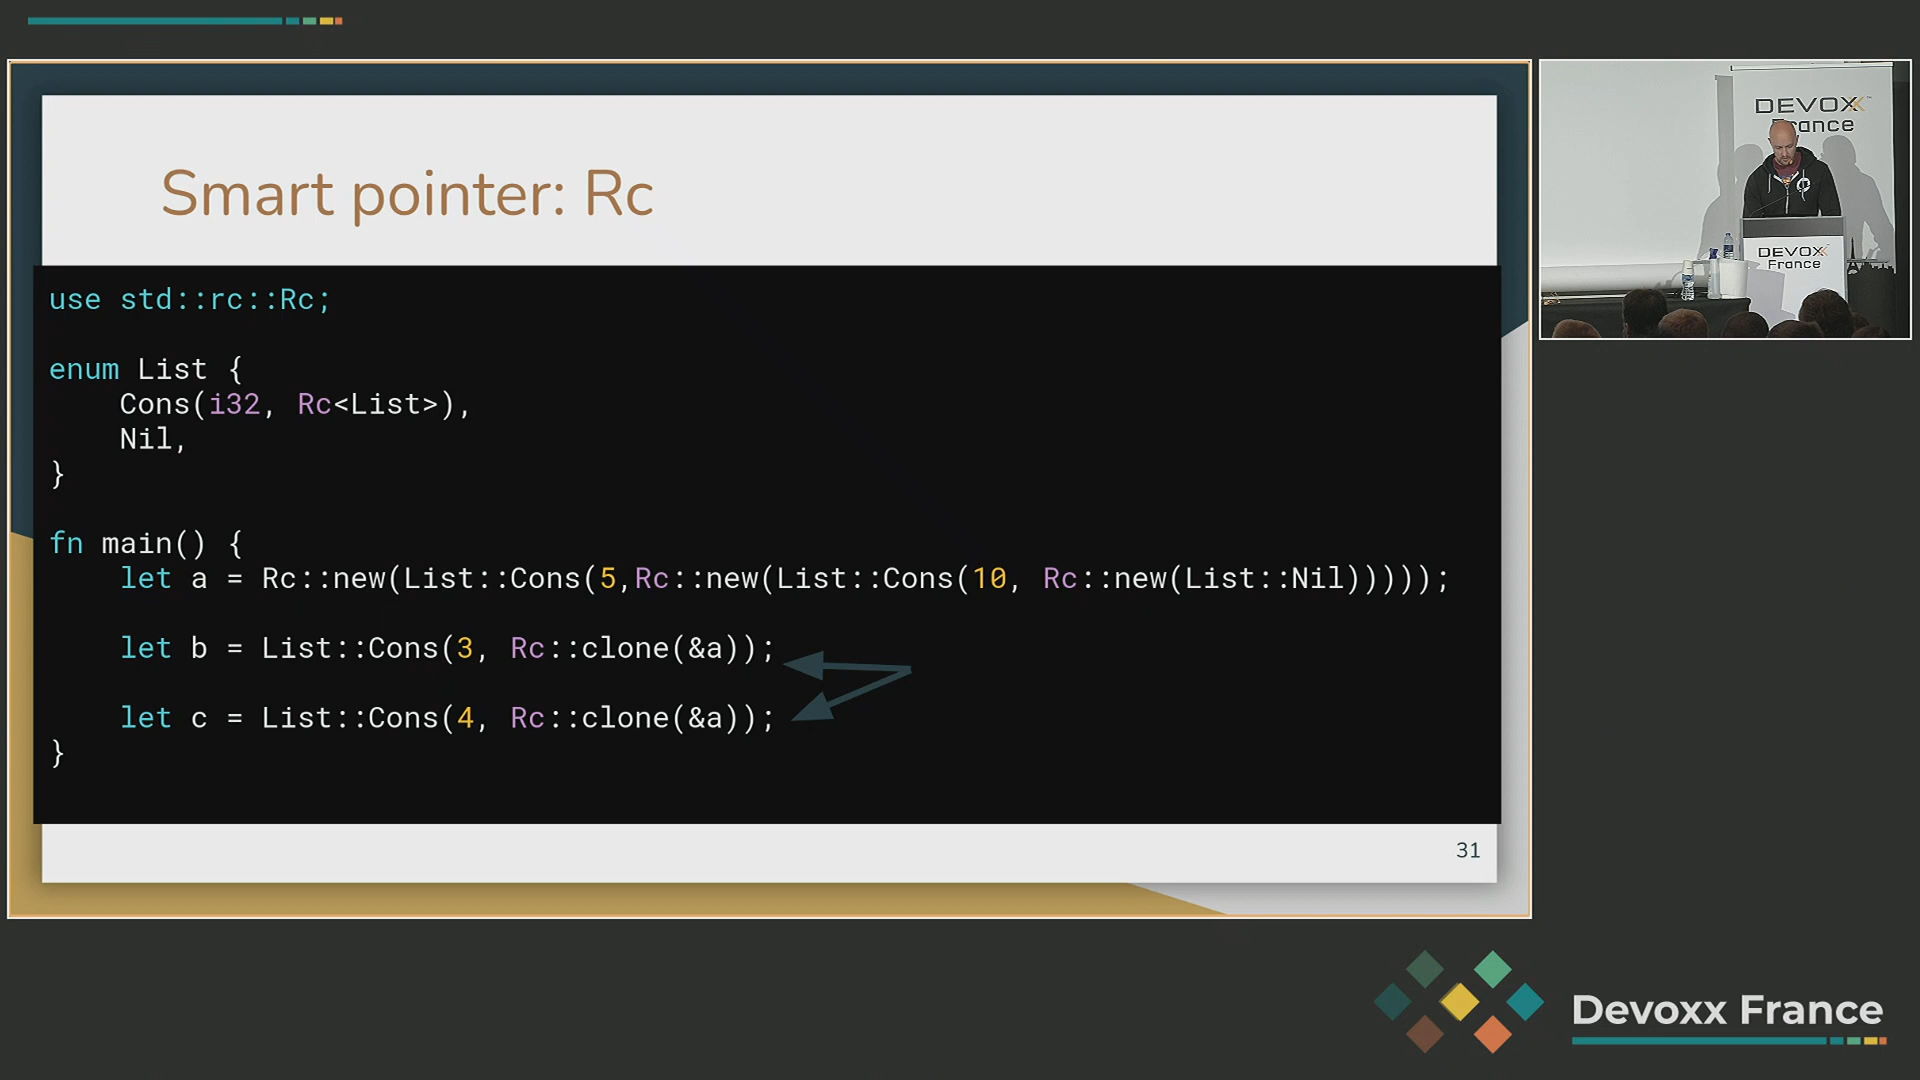 Smart pointer: Rc
use std::rc::Rc;
enum List {
    Cons(i32, Rc<List>),
    Nil,
}
fn main() {
    let a = Rc::new(List::Cons(5,Rc::new(List::Cons(10, Rc::new(List::Nil)))));
    let b = List::Cons(3, Rc::clone(&a));
    let c = List::Cons(4, Rc::clone(&a));
}
31
DEVOXX
France
DEVOXX
France
Devoxx France